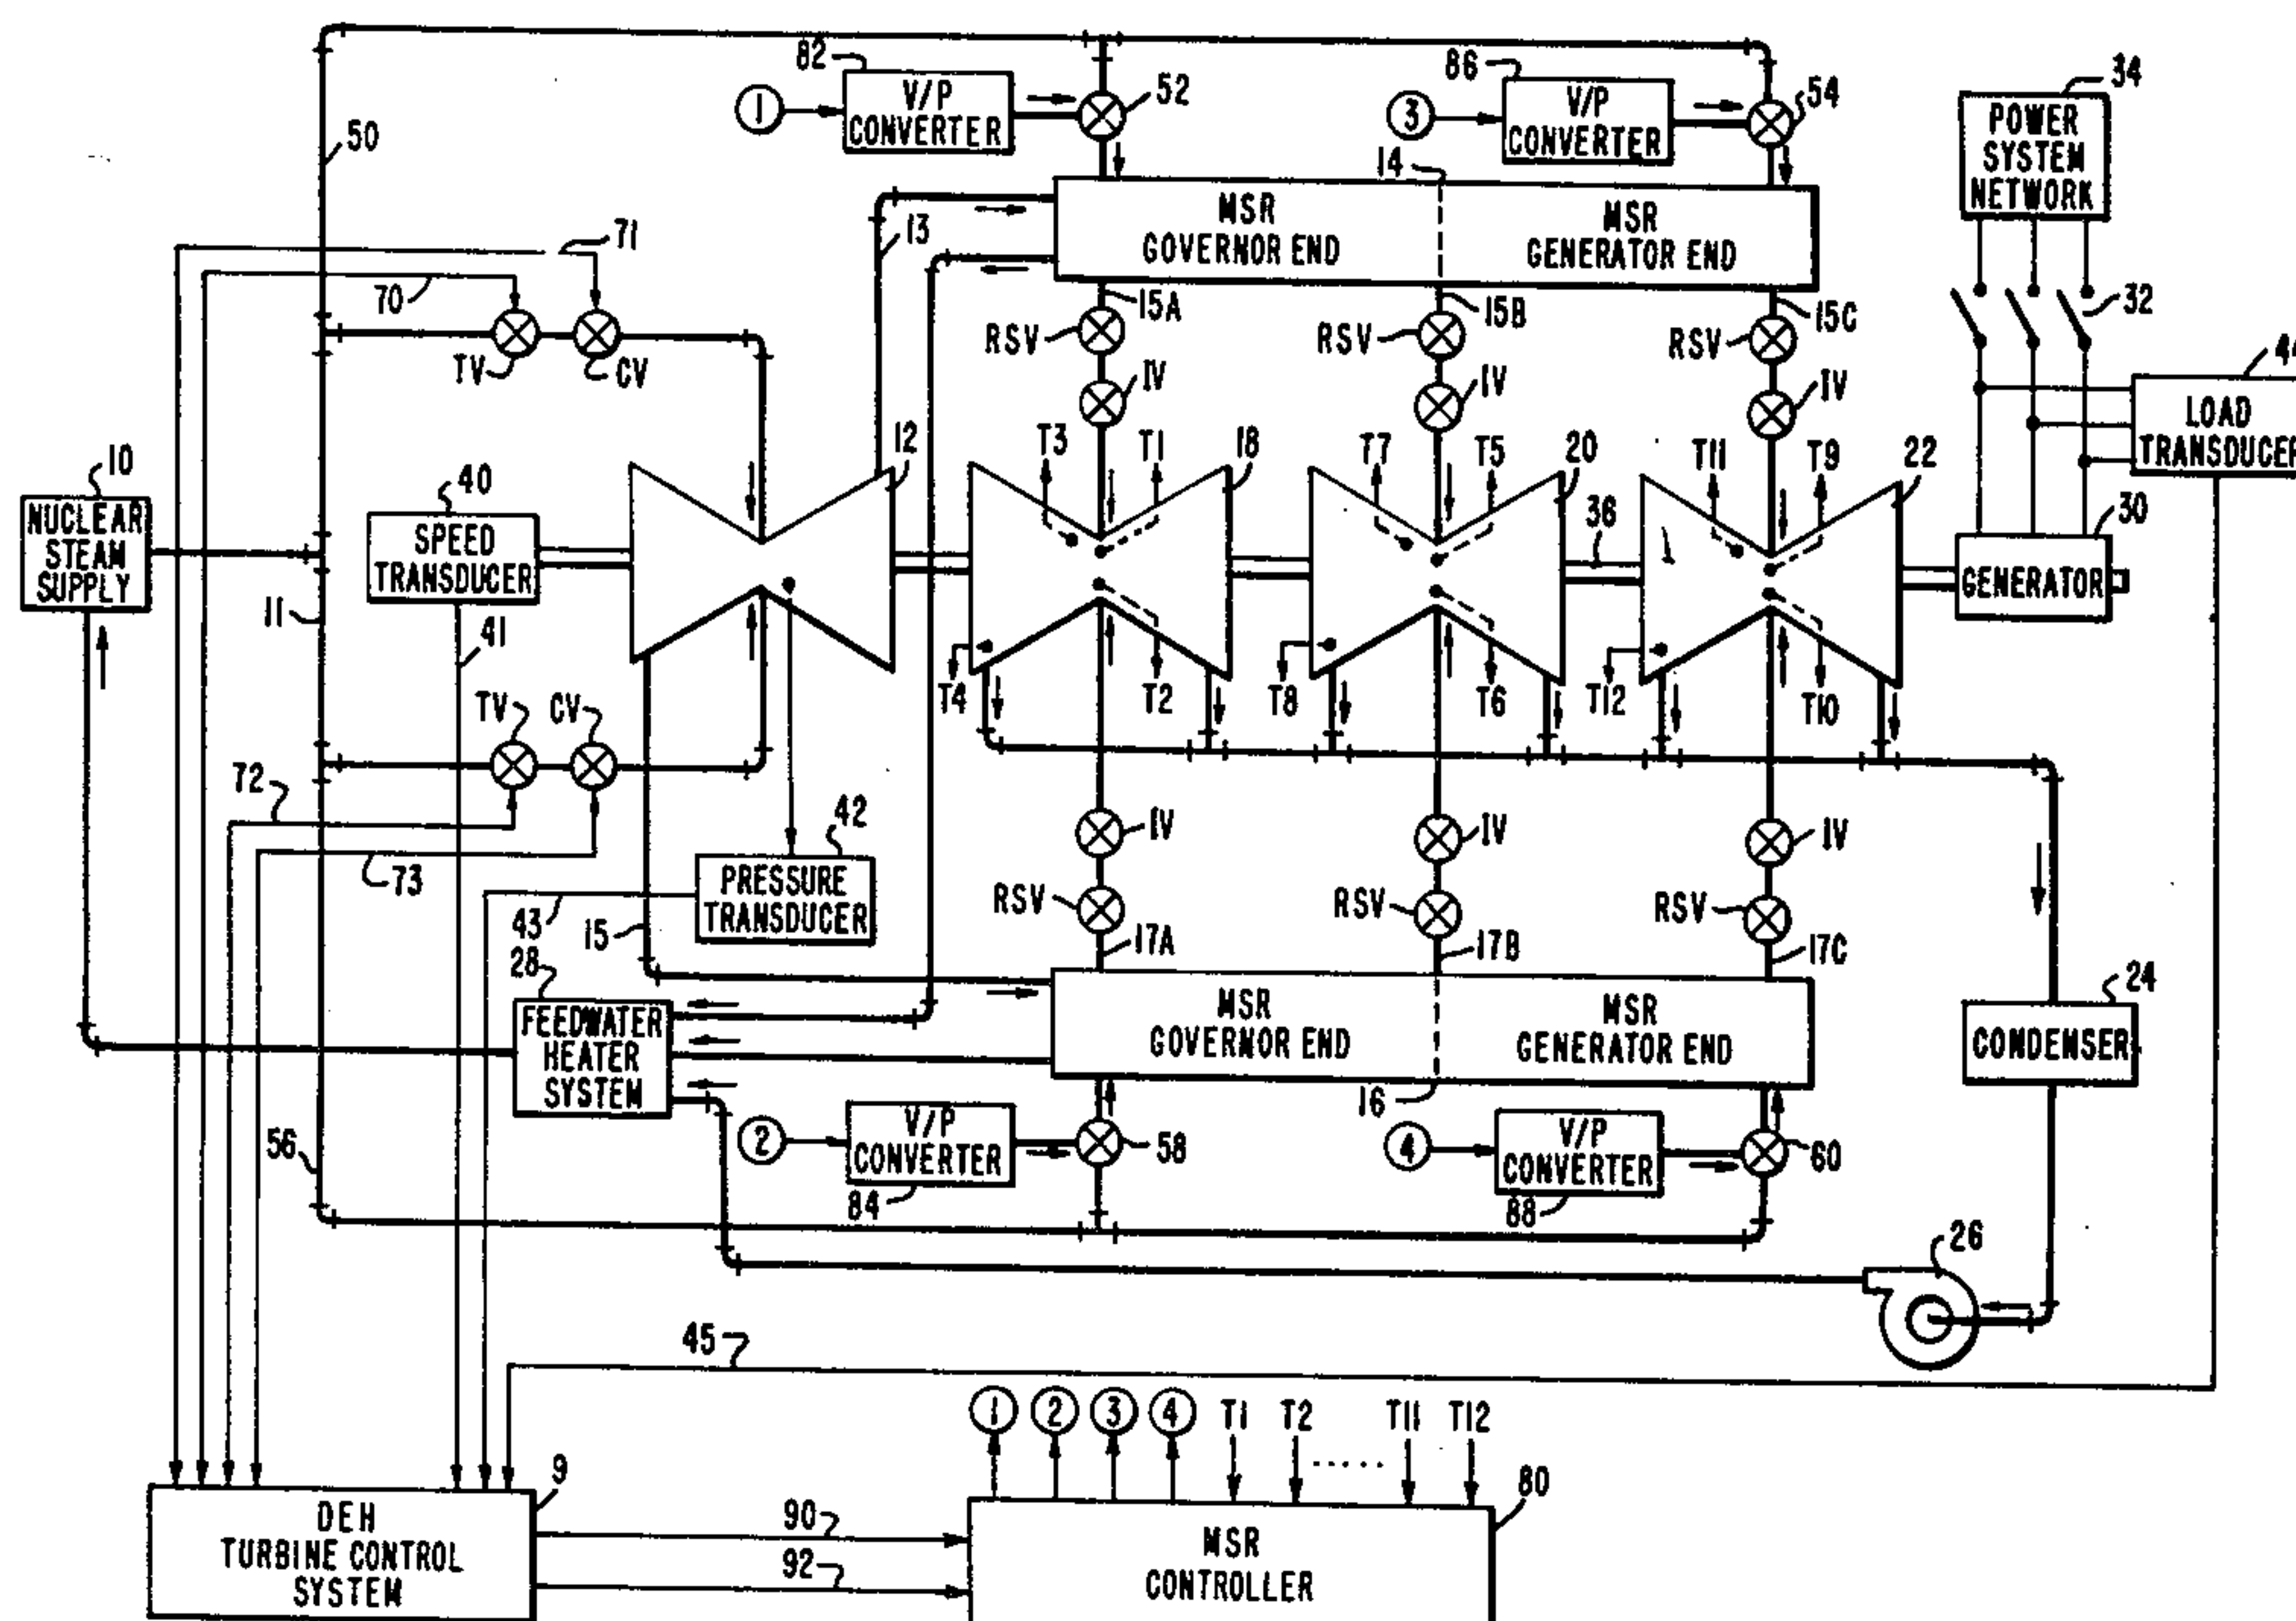 82
V/P
CONVERTER
1
52
86
V/P
CONVERTER
3
54
34
POWER
SYSTEM
NETWORK
50
14
MSR
GOVERNOR END
MSR
GENERATOR END
13
71
70
TV
CV
15A
15B
15C
RSV
RSV
RSV
IV
IV
IV
32
LOAD
TRANSDUCER
10
NUCLEAR
STEAM
SUPPLY
40
SPEED
TRANSDUCER
12
T3
T1
18
T7
T5
20
T11
T9
22
36
30
GENERATOR
11
41
T4
T2
T8
T6
T12
T10
TV
CV
72
73
42
PRESSURE
TRANSDUCER
43
15
IV
IV
IV
RSV
RSV
RSV
17A
17B
17C
28
FEEDWATER
HEATER
SYSTEM
MSR
GOVERNOR END
MSR
GENERATOR END
16
24
CONDENSER
56
2
V/P
CONVERTER
84
58
4
V/P
CONVERTER
88
60
26
45
1
2
3
4
T1
T2
.....
T11
T12
9
DEH
TURBINE CONTROL
SYSTEM
90
92
80
MSR
CONTROLLER